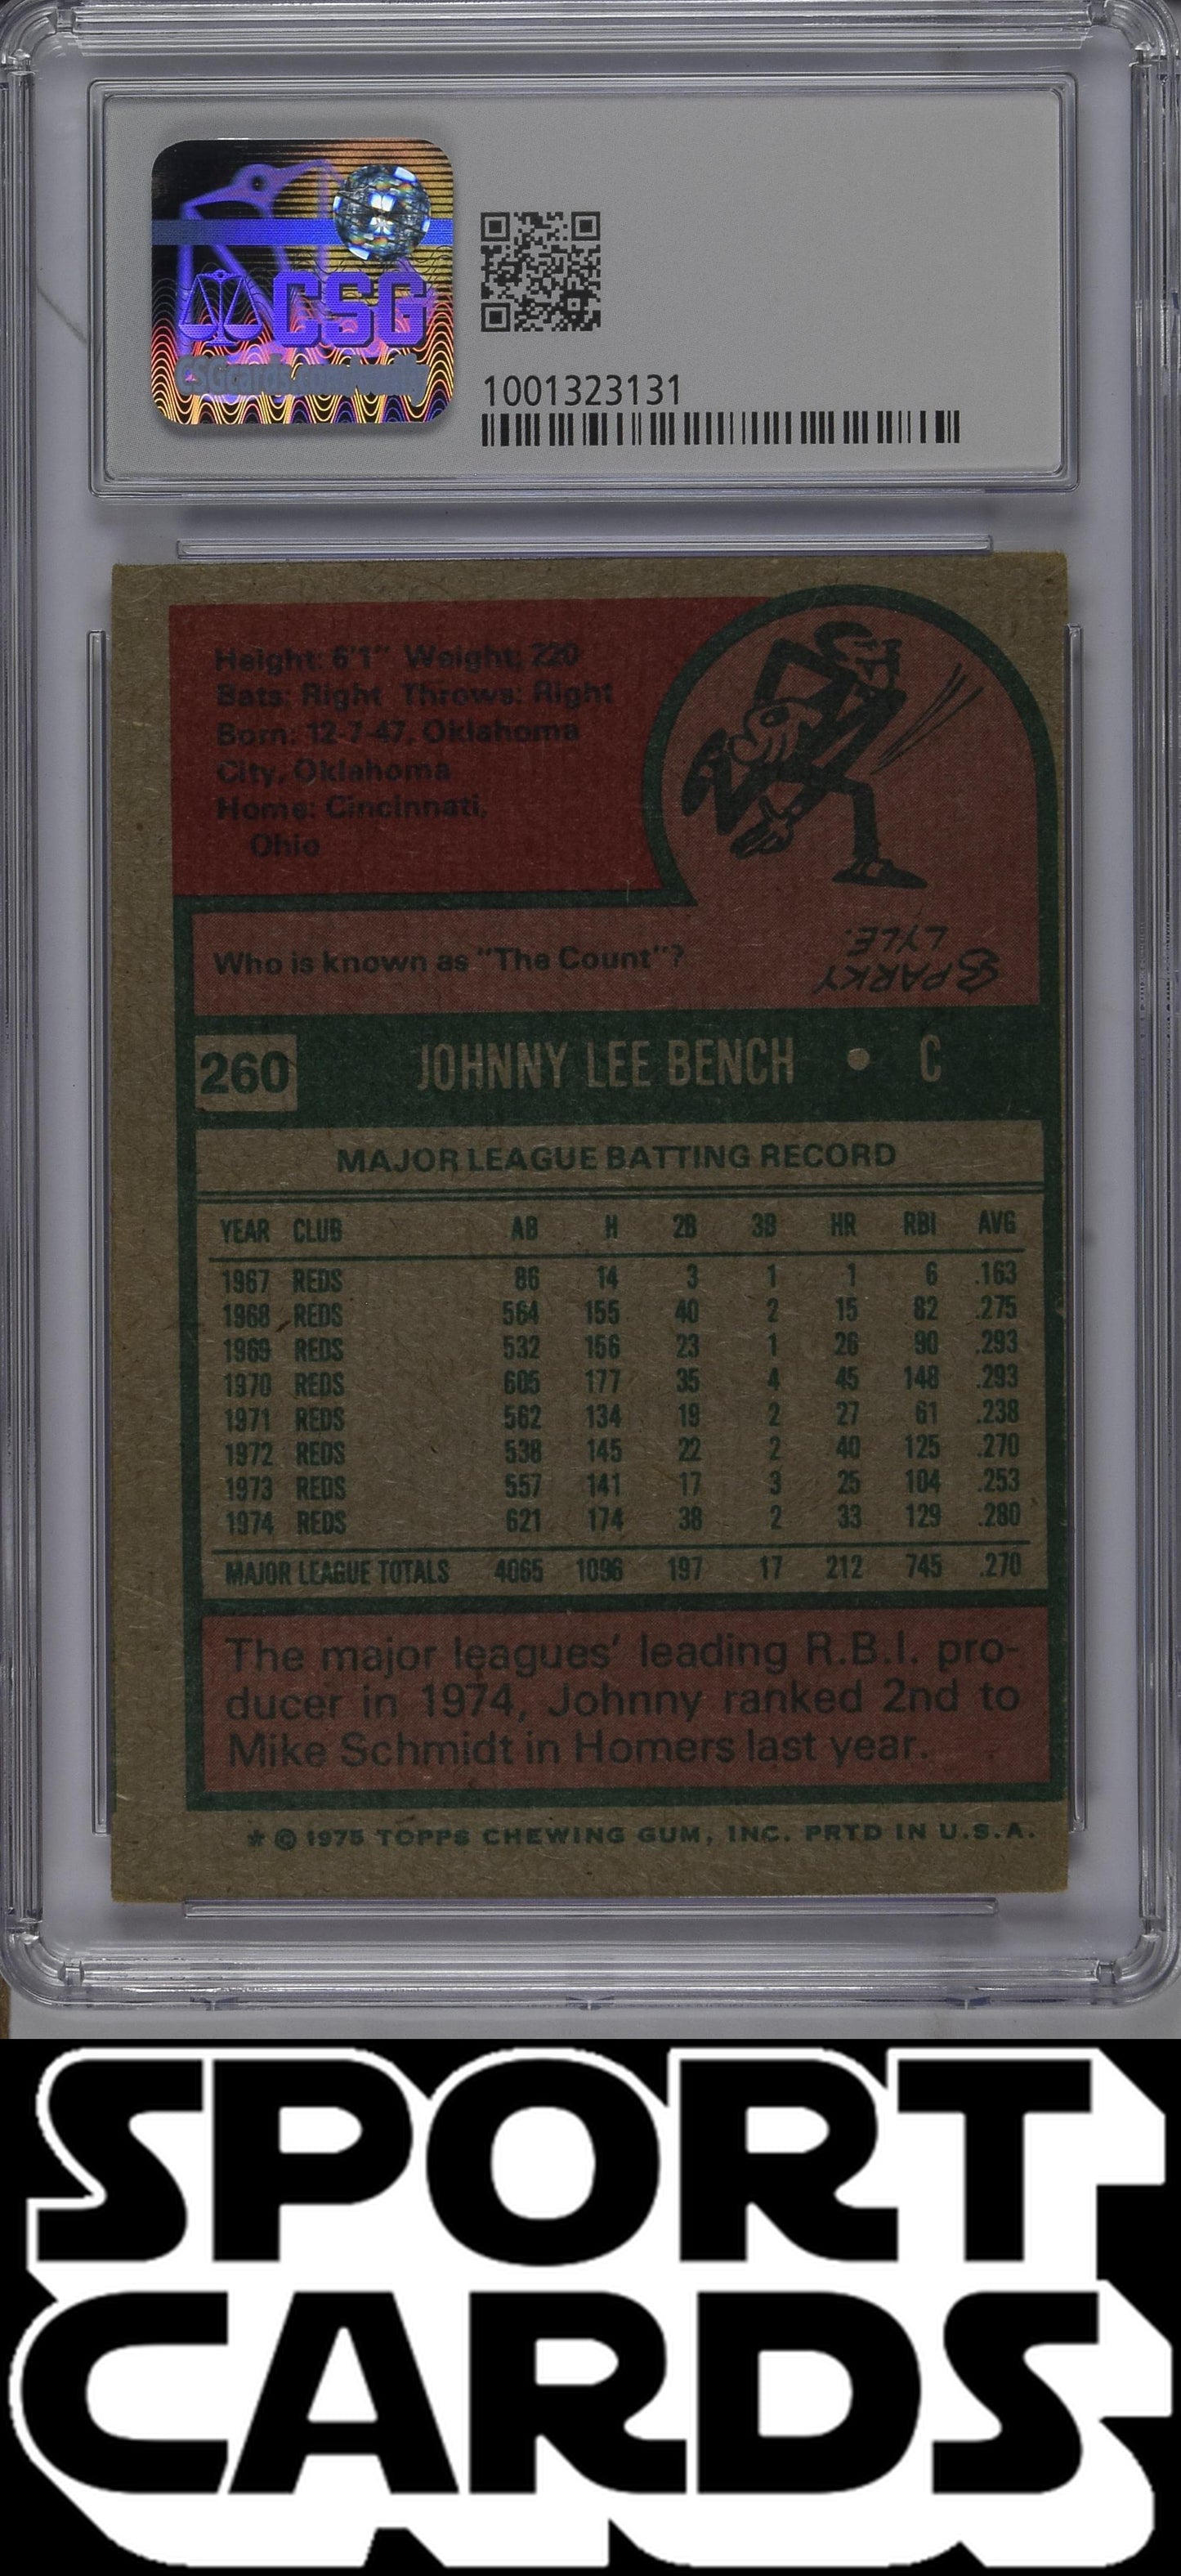 CSG
CSGcards.com/verify
1001323131
Height: 6'1" Weight: 220
Bats: Right Throws: Right
Born: 12-7-47, Oklahoma
City, Oklahoma
Home: Cincinnati,
Ohio
Who is known as "The Count"?
SPARKY
LYLE.
260 JOHNNY LEE BENCH • C
MAJOR LEAGUE BATTING RECORD
YEAR CLUB AB H 2B 3B HR RBI AVG
1967 REDS 86 14 3 1 1 6 .163
1968 REDS 564 155 40 2 15 82 .275
1969 REDS 532 156 23 1 26 90 .293
1970 REDS 605 177 35 4 45 148 .293
1971 REDS 562 134 19 2 27 61 .238
1972 REDS 538 145 22 2 40 125 .270
1973 REDS 557 141 17 3 25 104 .253
1974 REDS 621 174 38 2 33 129 .280
MAJOR LEAGUE TOTALS 4065 1096 197 17 212 745 .270
The major leagues' leading R.B.I. pro-
ducer in 1974, Johnny ranked 2nd to
Mike Schmidt in Homers last year.
* © 1975 TOPPS CHEWING GUM, INC. PRTD IN U.S.A.
SPORT
CARDS